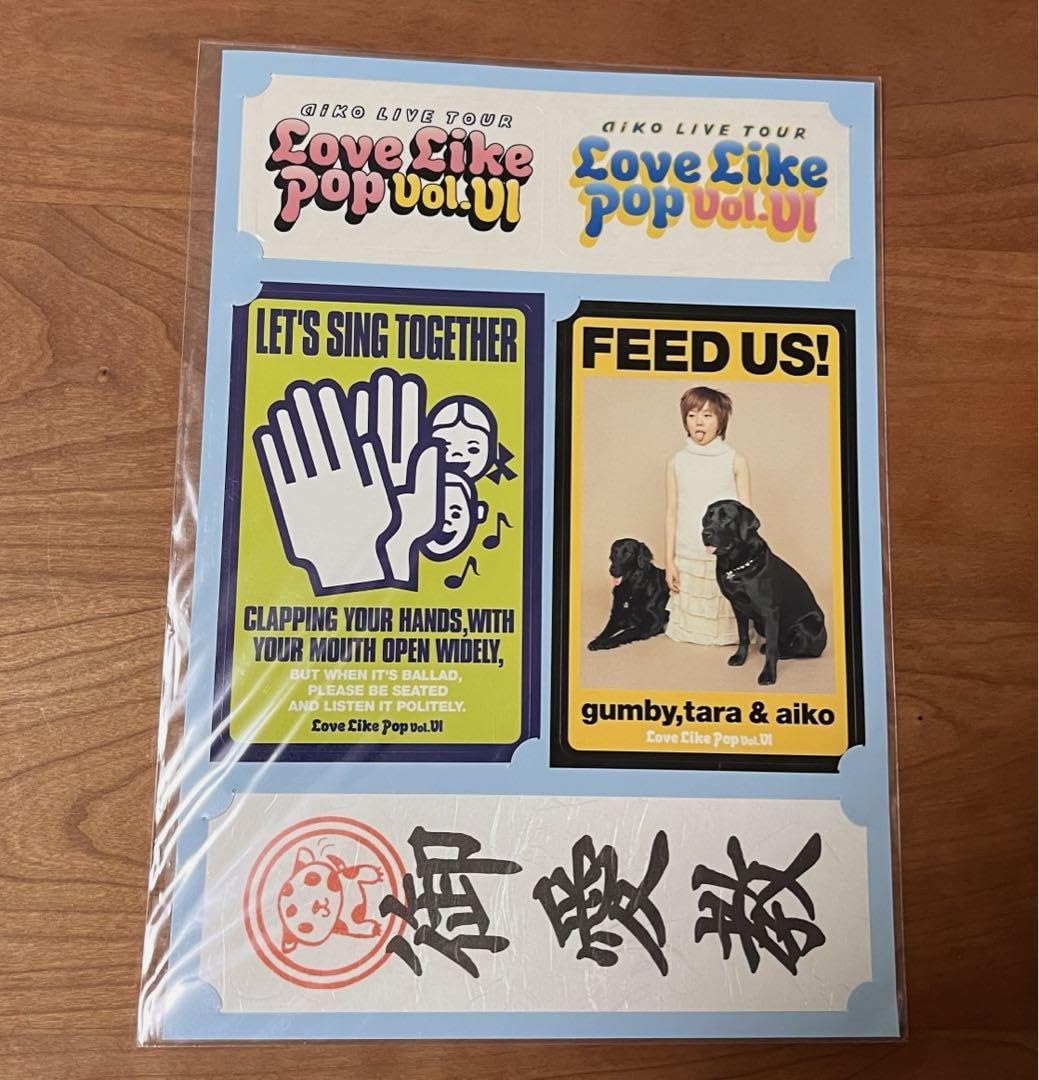 aiko LIVE TOUR
Love Like
Pop Vol.VI
aiko LIVE TOUR
Love Like
Pop Vol.VI
LET'S SING TOGETHER
CLAPPING YOUR HANDS,WITH
YOUR MOUTH OPEN WIDELY,
BUT WHEN IT'S BALLAD,
PLEASE BE SEATED
AND LISTEN IT POLITELY.
Love Like Pop Vol.VI
FEED US!
gumby,tara & aiko
Love Like Pop Vol.VI
御愛教